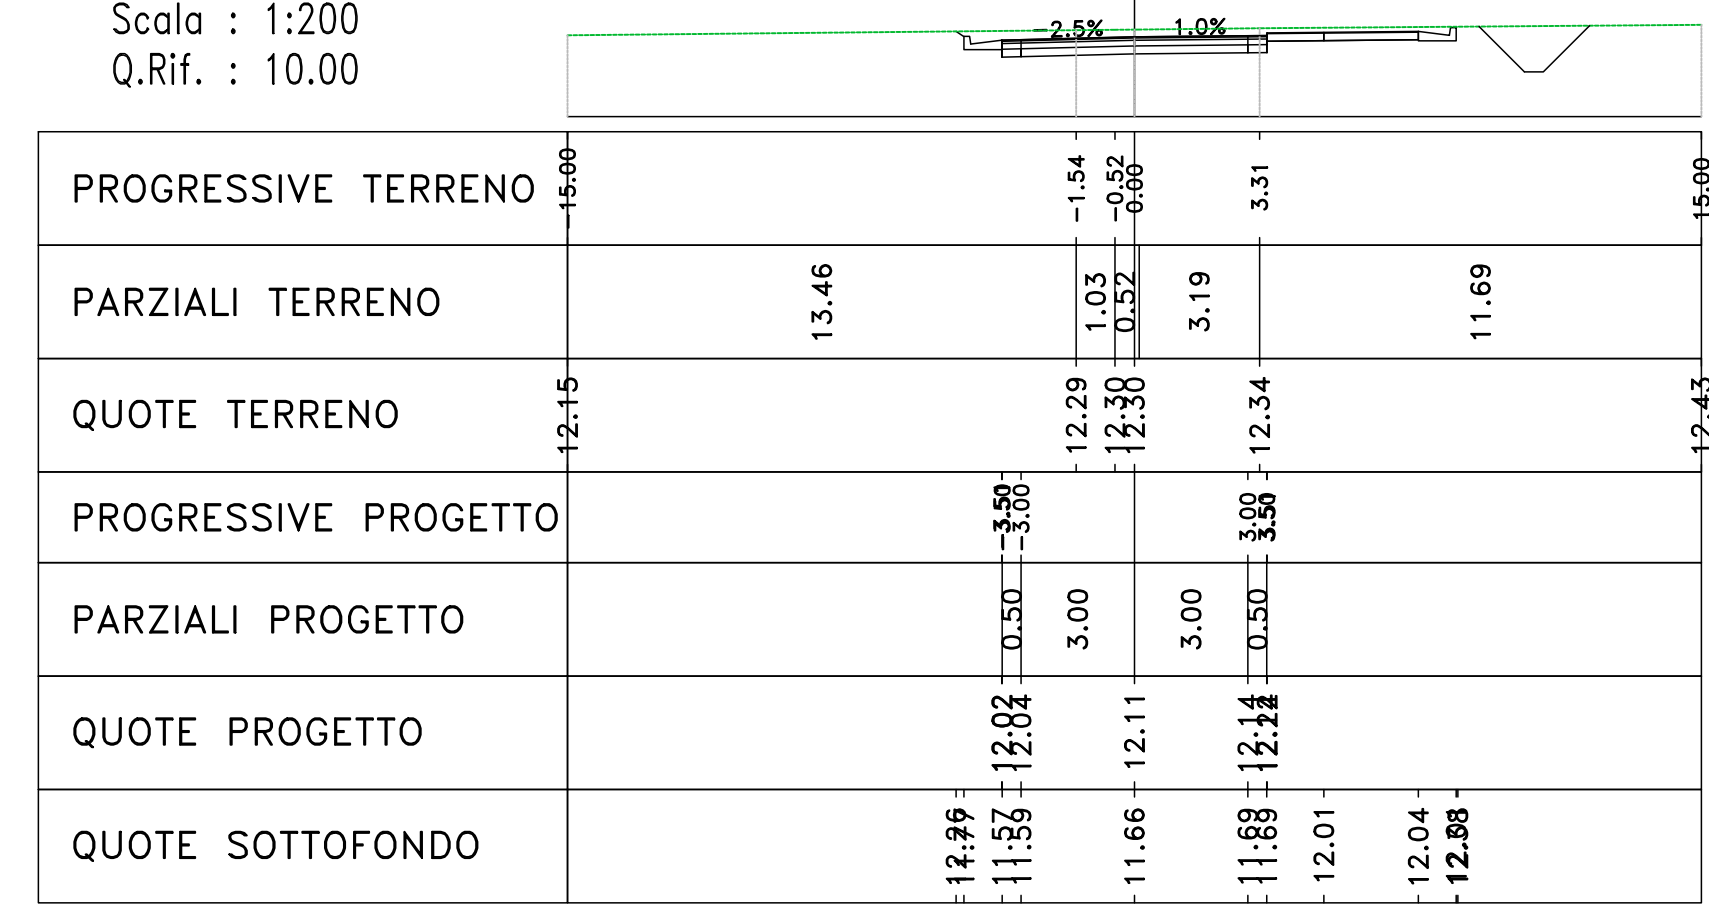 Scala : 1:200
Q.Rif. : 10.00
-2.5% 1.0%
PROGRESSIVE TERRENO -15.00 -1.54 -0.52 0.00 3.31 15.00
PARZIALI TERRENO 13.46 1.03 0.52 3.19 11.69
QUOTE TERRENO 12.15 12.29 12.30 12.30 12.34 12.43
PROGRESSIVE PROGETTO -3.00 3.00
PARZIALI PROGETTO 0.50 3.00 3.00 0.50
QUOTE PROGETTO 12.02 12.04 12.11 12.14
QUOTE SOTTOFONDO 11.57 11.59 11.66 11.69 11.69 12.01 12.04